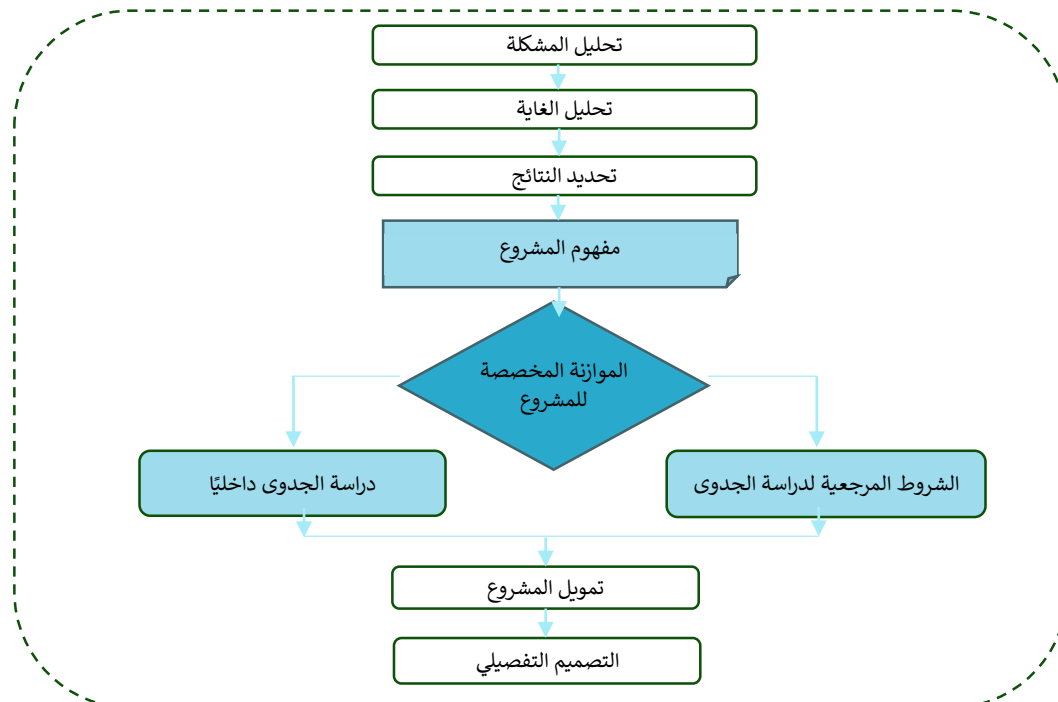 تحليل المشكلة
تحليل الغاية
تحديد النتائج
مفهوم المشروع
الموازنة المخصصة
للمشروع
الشروط المرجعية لدراسة الجدوى
دراسة الجدوى داخليًا
تمويل المشروع
التصميم التفصيلي